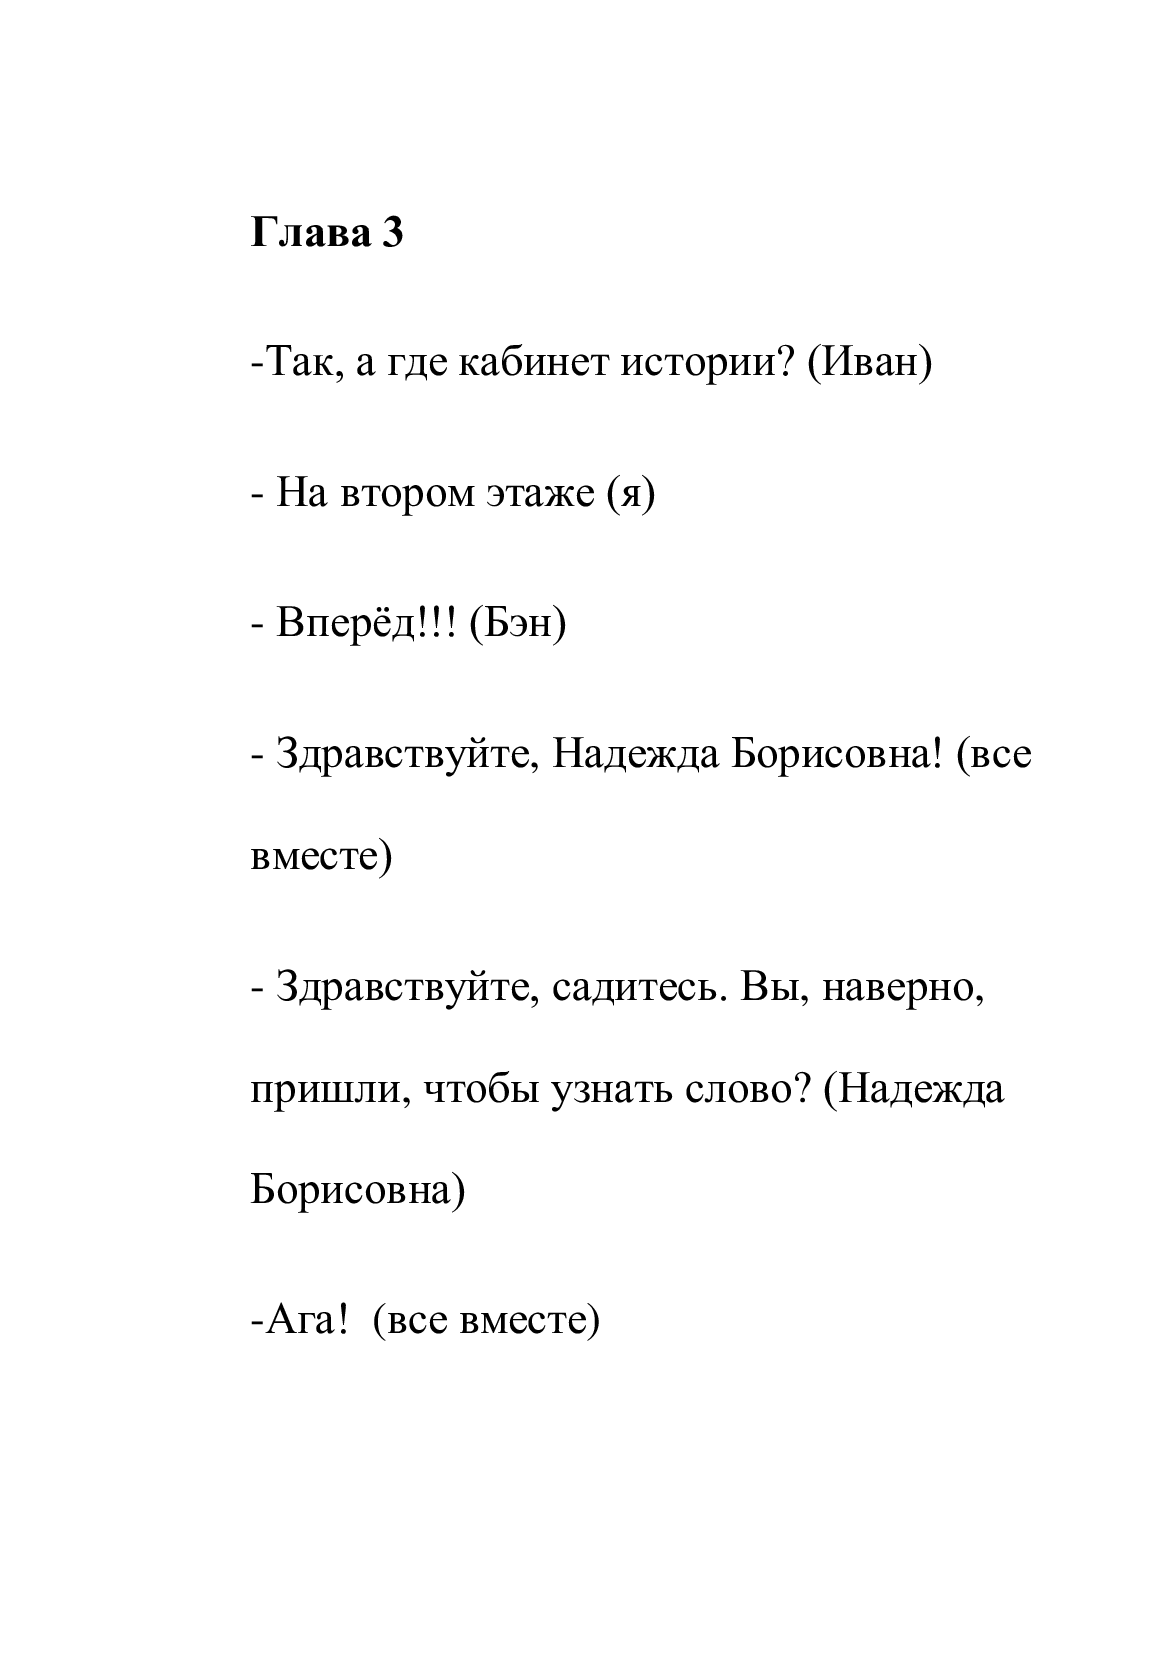 Глава 3
-Так, а где кабинет истории? (Иван)
- На втором этаже (я)
- Вперёд!!! (Бэн)
- Здравствуйте, Надежда Борисовна! (все
вместе)
- Здравствуйте, садитесь. Вы, наверно,
пришли, чтобы узнать слово? (Надежда
Борисовна)
-Ага!  (все вместе)